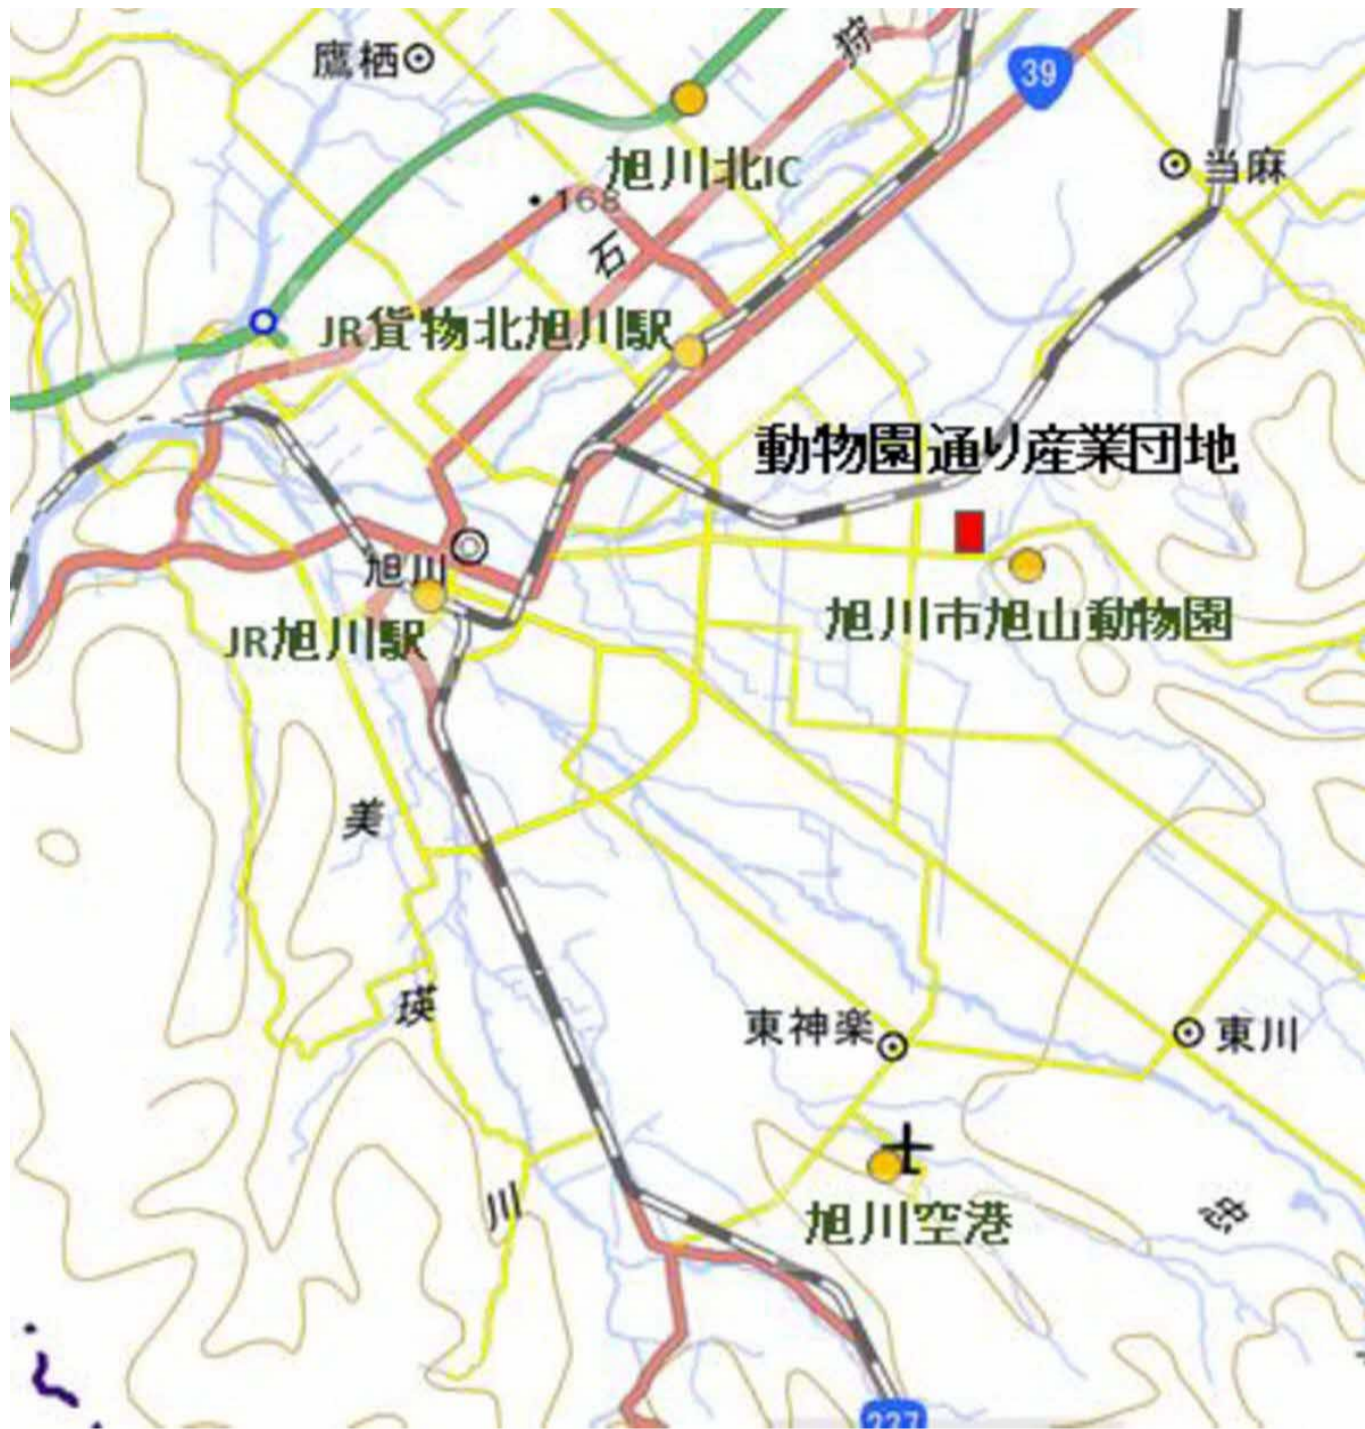 狩
鷹栖
39
旭川北IC
当麻
・168
石
JR貨物北旭川駅
動物園通り産業団地
旭川
旭川市旭山動物園
JR旭川駅
美
瑛
東神楽
東川
川
忠
旭川空港
237